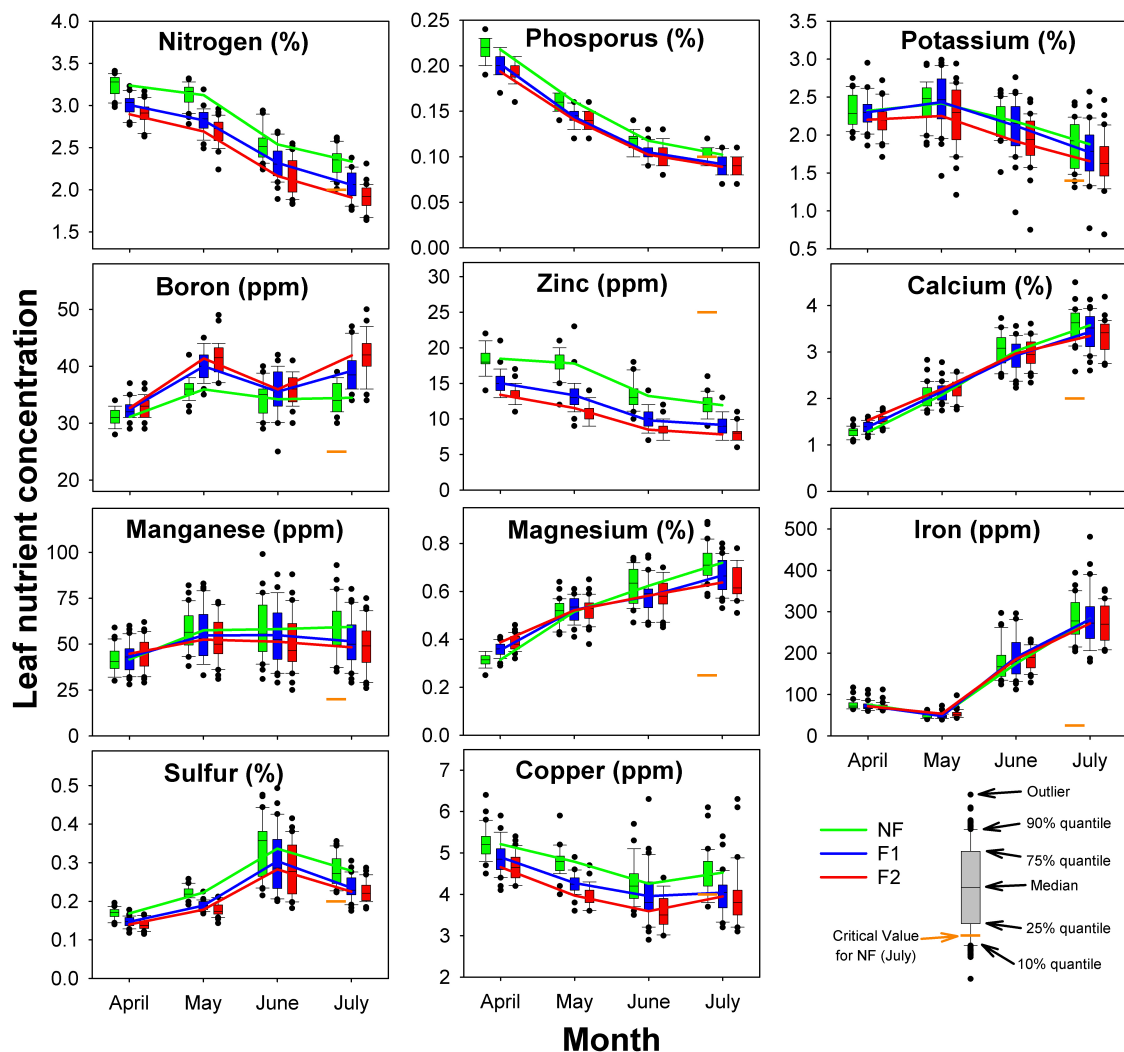 Leaf nutrient concentration
Nitrogen (%)
4.0
3.5
3.0
2.5
2.0
1.5
Phosporus (%)
0.25
0.20
0.15
0.10
0.05
0.00
Potassium (%)
3.5
3.0
2.5
2.0
1.5
1.0
0.5
Boron (ppm)
50
40
30
20
Zinc (ppm)
30
25
20
15
10
5
0
Calcium (%)
4
3
2
1
0
Manganese (ppm)
100
75
50
25
0
Magnesium (%)
0.8
0.6
0.4
0.2
0.0
Iron (ppm)
500
400
300
200
100
0
April May June July
Sulfur (%)
0.5
0.4
0.3
0.2
0.1
0.0
April May June July
Copper (ppm)
7
6
5
4
3
2
April May June July
Month
NF
F1
F2
Outlier
90% quantile
75% quantile
Median
25% quantile
10% quantile
Critical Value
for NF (July)